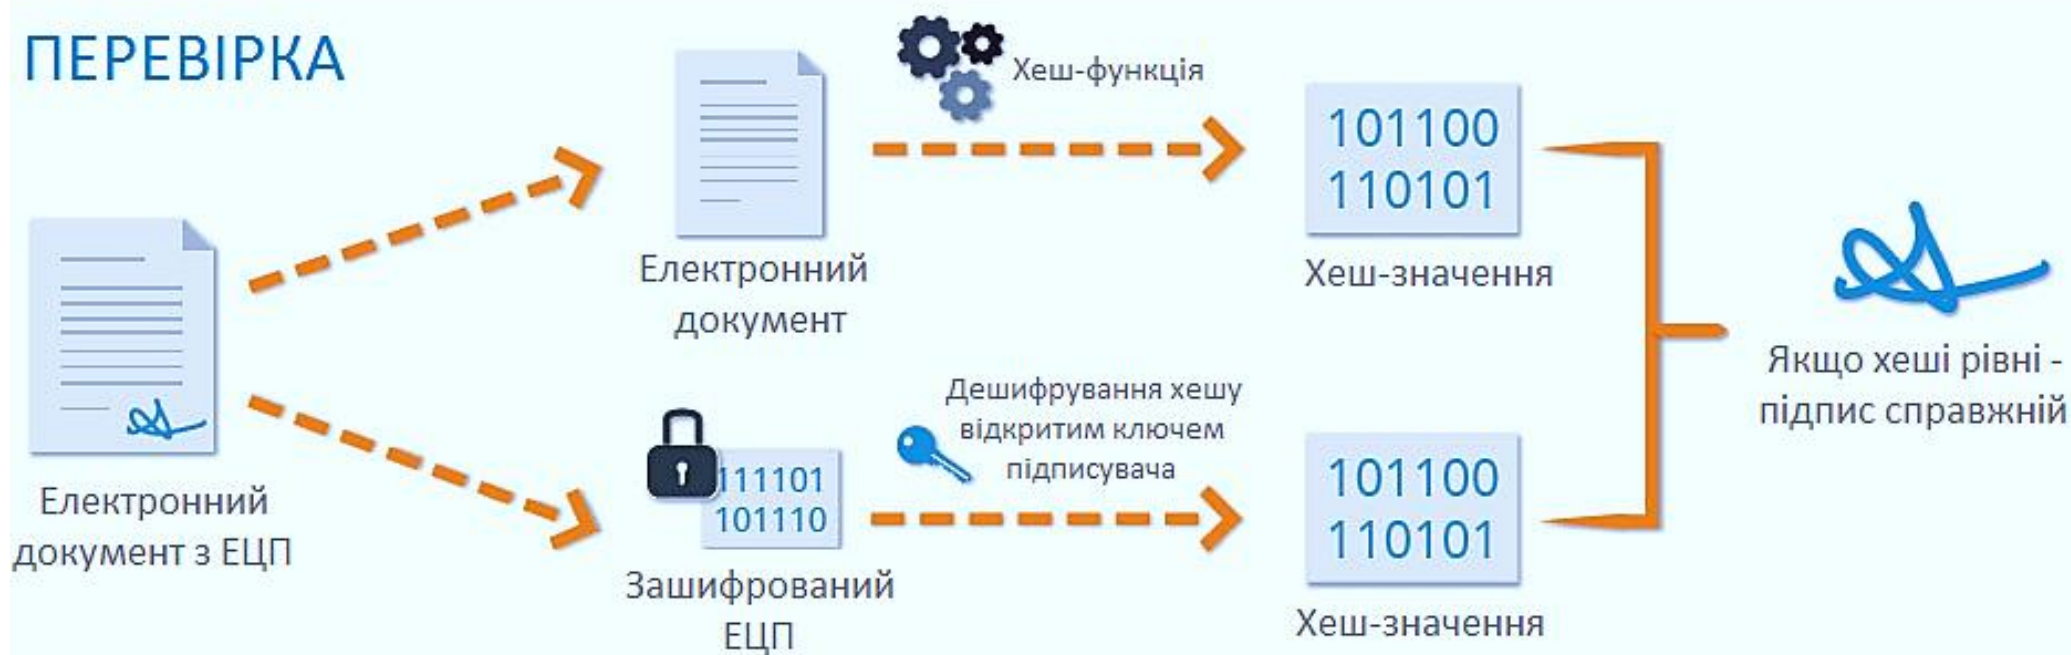 ПЕРЕВІРКА
Хеш-функція
101100
110101
Електронний
документ
Хеш-значення
Якщо хеші рівні -
підпис справжній
Електронний
документ з ЕЦП
111101
101110
Зашифрований
ЕЦП
Дешифрування хешу
відкритим ключем
підписувача
101100
110101
Хеш-значення